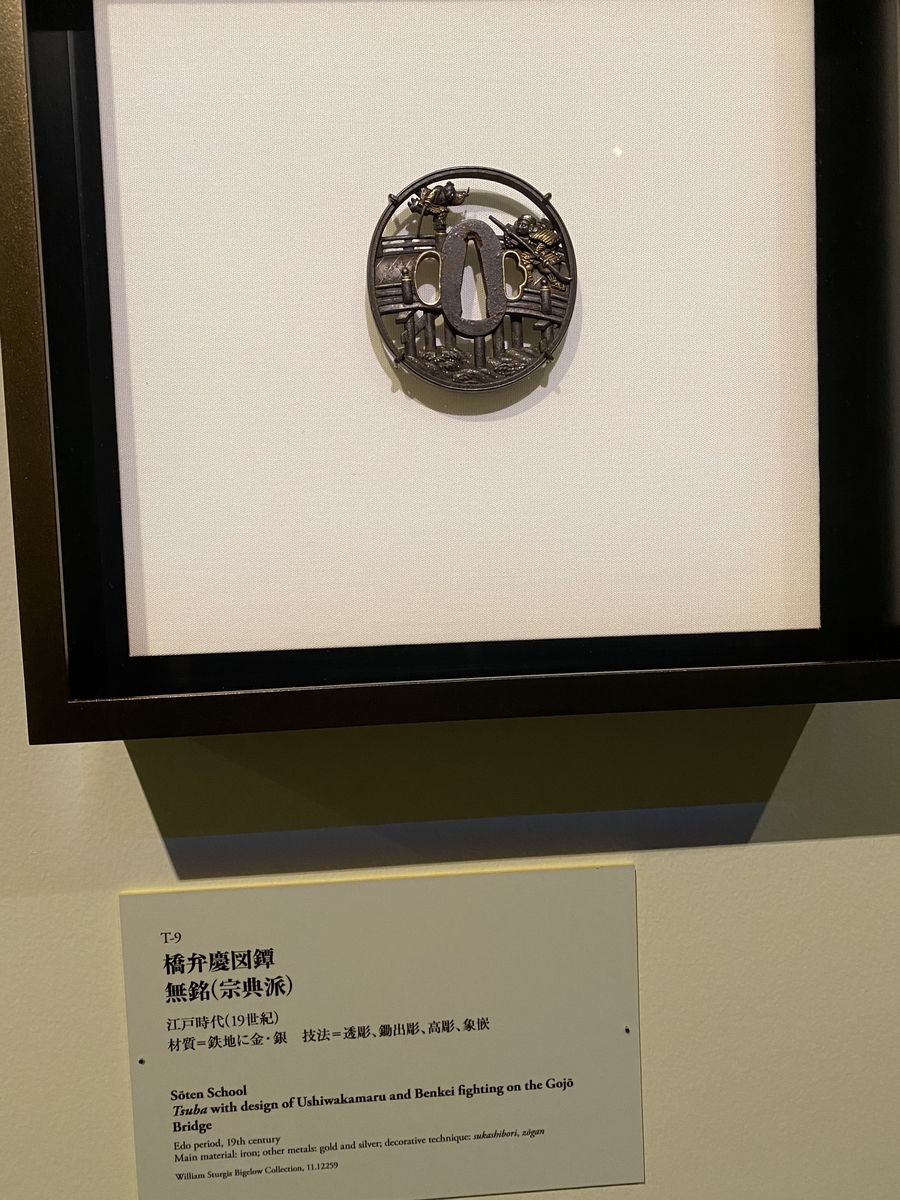 T-9
橋弁慶図鐔
無銘(宗典派)
江戸時代(19世紀)
材質=鉄地に金・銀　技法=透彫、鋤出彫、高彫、象嵌
Sōten School
Tsuba with design of Ushiwakamaru and Benkei fighting on the Gojō
Bridge
Edo period, 19th century
Main material: iron; other metals: gold and silver; decorative technique: sukashibori, zōgan
William Sturgis Bigelow Collection, 11.12259